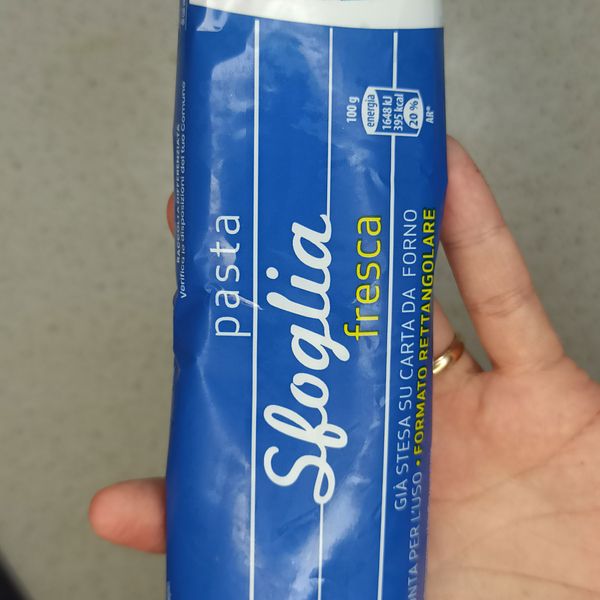 RACCOLTA DIFFERENZIATA
Verifica le disposizioni del tuo Comune
pasta
Sfoglia
fresca
100 g
energia
1648 kJ
395 kcal
20 %
AR*
GIÀ STESA SU CARTA DA FORNO
PER L'USO • FORMATO RETTANGOLARE